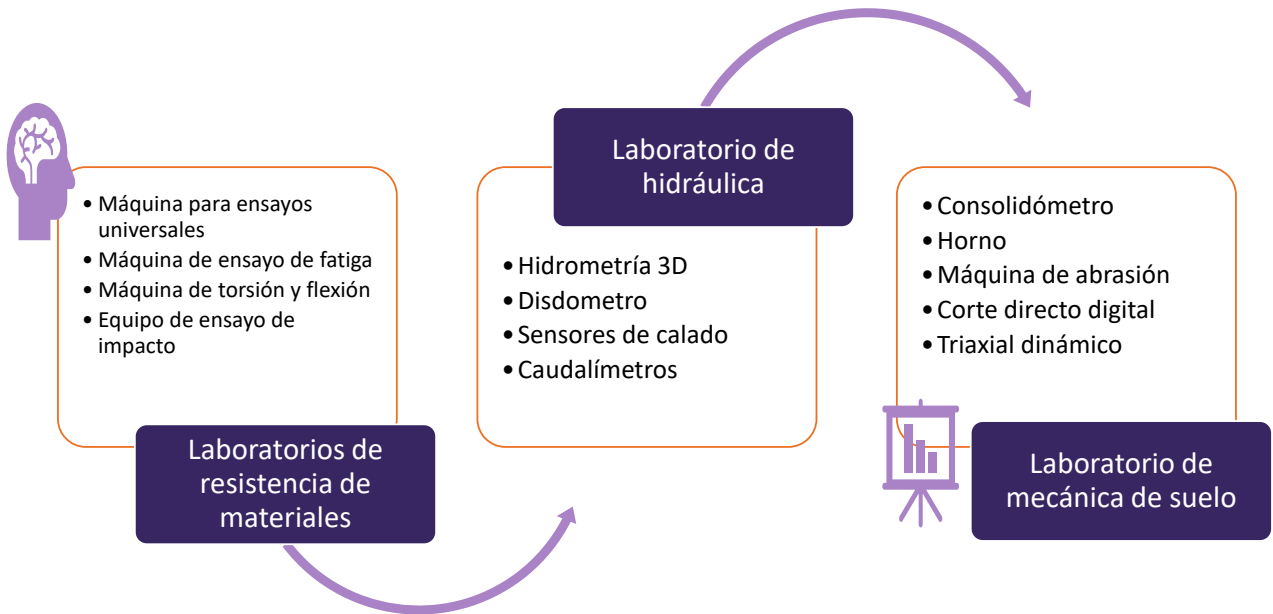 • Máquina para ensayos
universales
• Máquina de ensayo de fatiga
• Máquina de torsión y flexión
• Equipo de ensayo de
impacto
Laboratorios de
resistencia de
materiales
Laboratorio de
hidráulica
• Hidrometría 3D
• Disdometro
• Sensores de calado
• Caudalímetros
• Consolidómetro
• Horno
• Máquina de abrasión
• Corte directo digital
• Triaxial dinámico
Laboratorio de
mecánica de suelo